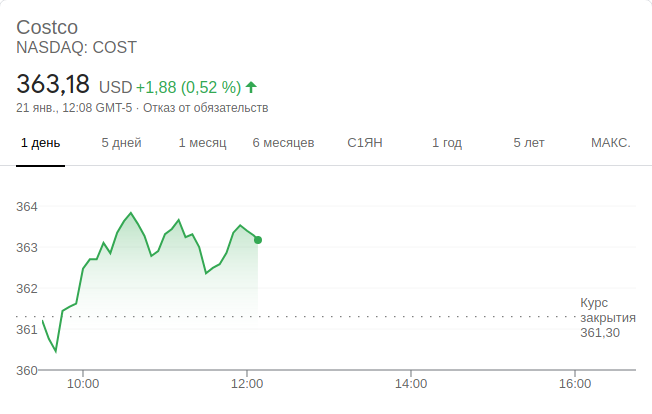 Costco
NASDAQ: COST
363,18 USD +1,88 (0,52 %)
21 янв., 12:08 GMT-5 · Отказ от обязательств
1 день 5 дней 1 месяц 6 месяцев С1ЯН 1 год 5 лет МАКС.
364
363
362
361
360
Курс
закрытия
361,30
10:00 12:00 14:00 16:00